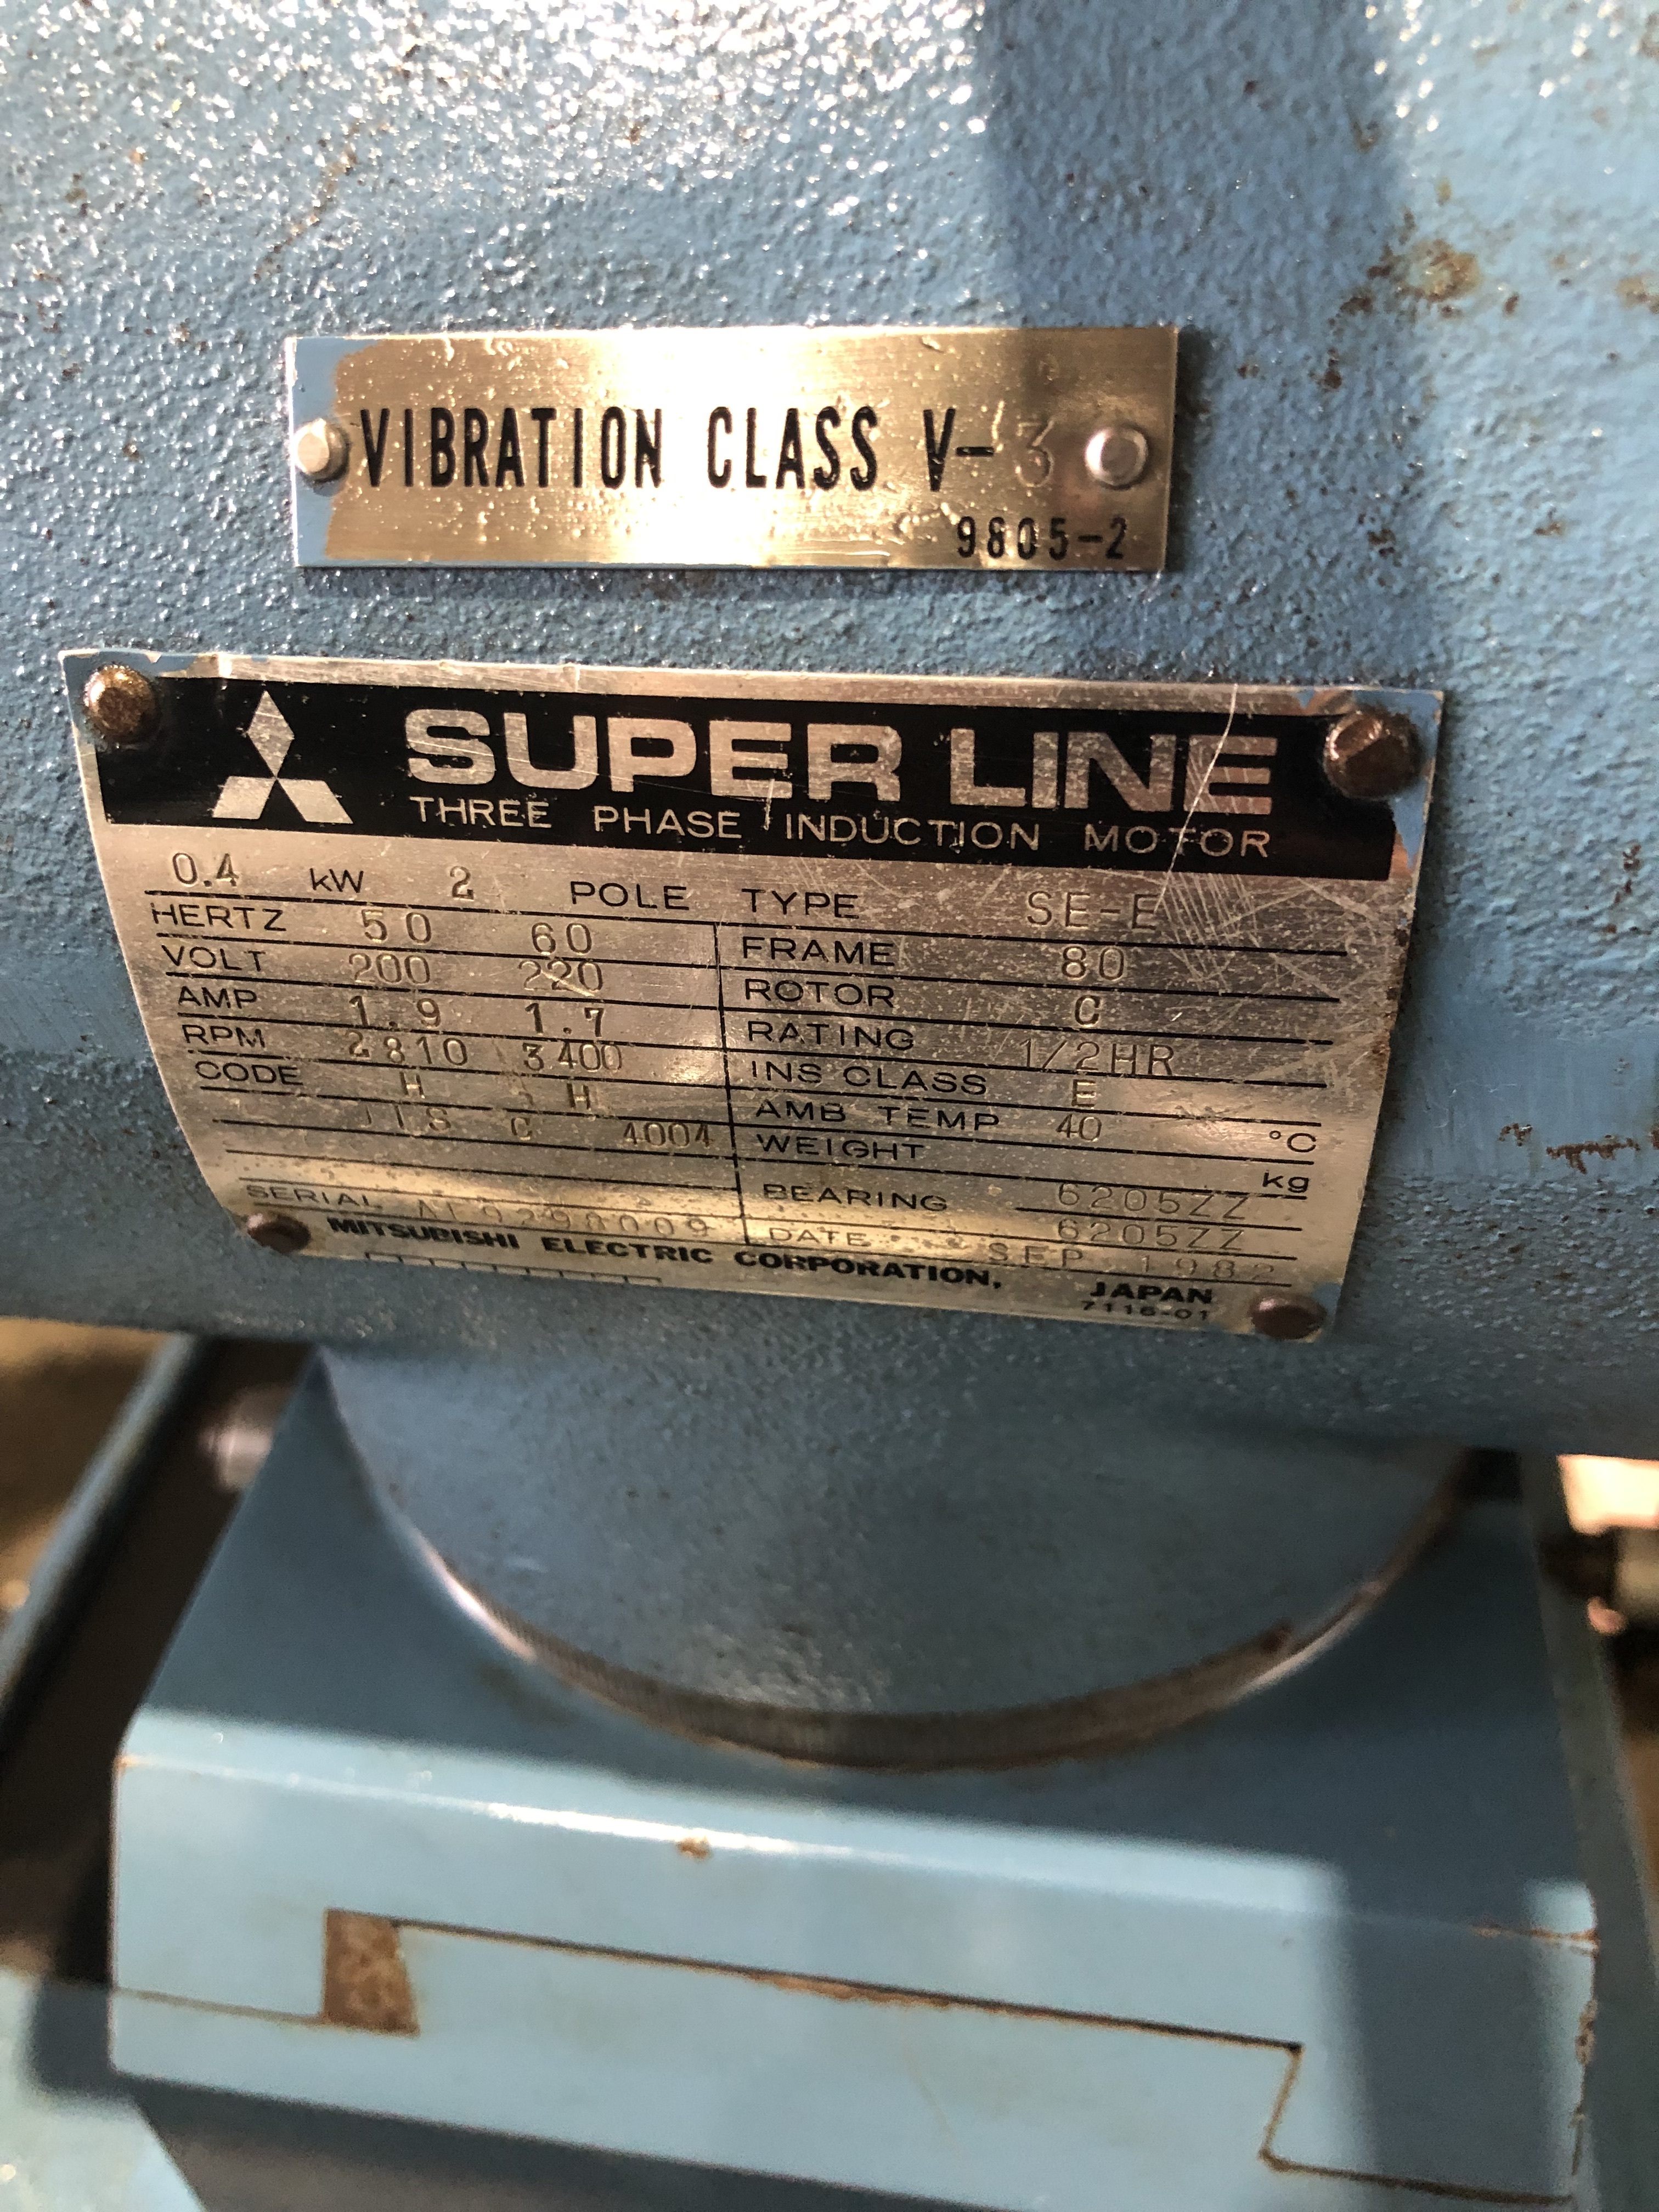 VIBRATION CLASS V-3
9805-2
SUPER LINE
THREE PHASE INDUCTION MOTOR
0.4 kW 2 POLE TYPE SE-E
HERTZ 50 60 FRAME 80
VOLT 200 220 ROTOR C
AMP 1.9 1.7 RATING 1/2HR
RPM 2810 3400 INS CLASS E
CODE H H AMB TEMP 40 °C
JIS C 4004 WEIGHT kg
BEARING 6205ZZ
6205ZZ
SERIAL DATE SEP. 1982
MITSUBISHI ELECTRIC CORPORATION, JAPAN
7116-01